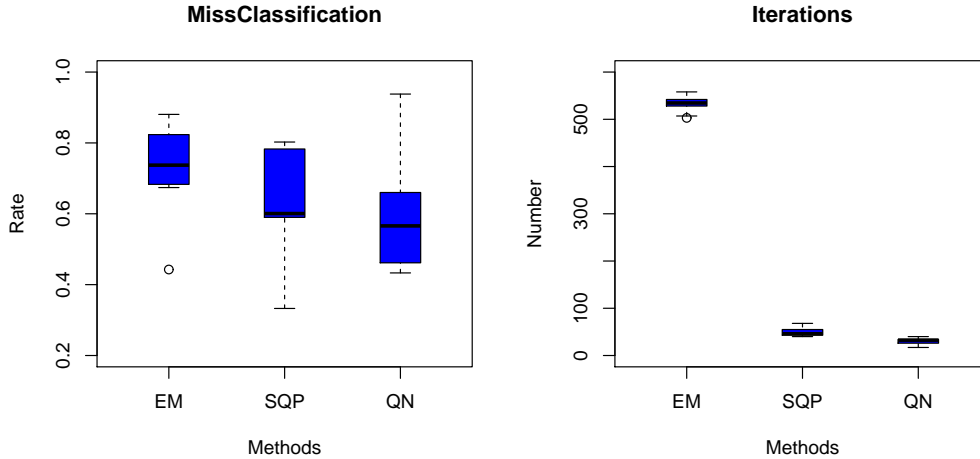 MissClassification
Rate
1.0
0.8
0.6
0.4
0.2
EM
SQP
QN
Methods
Iterations
Number
500
300
100
0
EM
SQP
QN
Methods